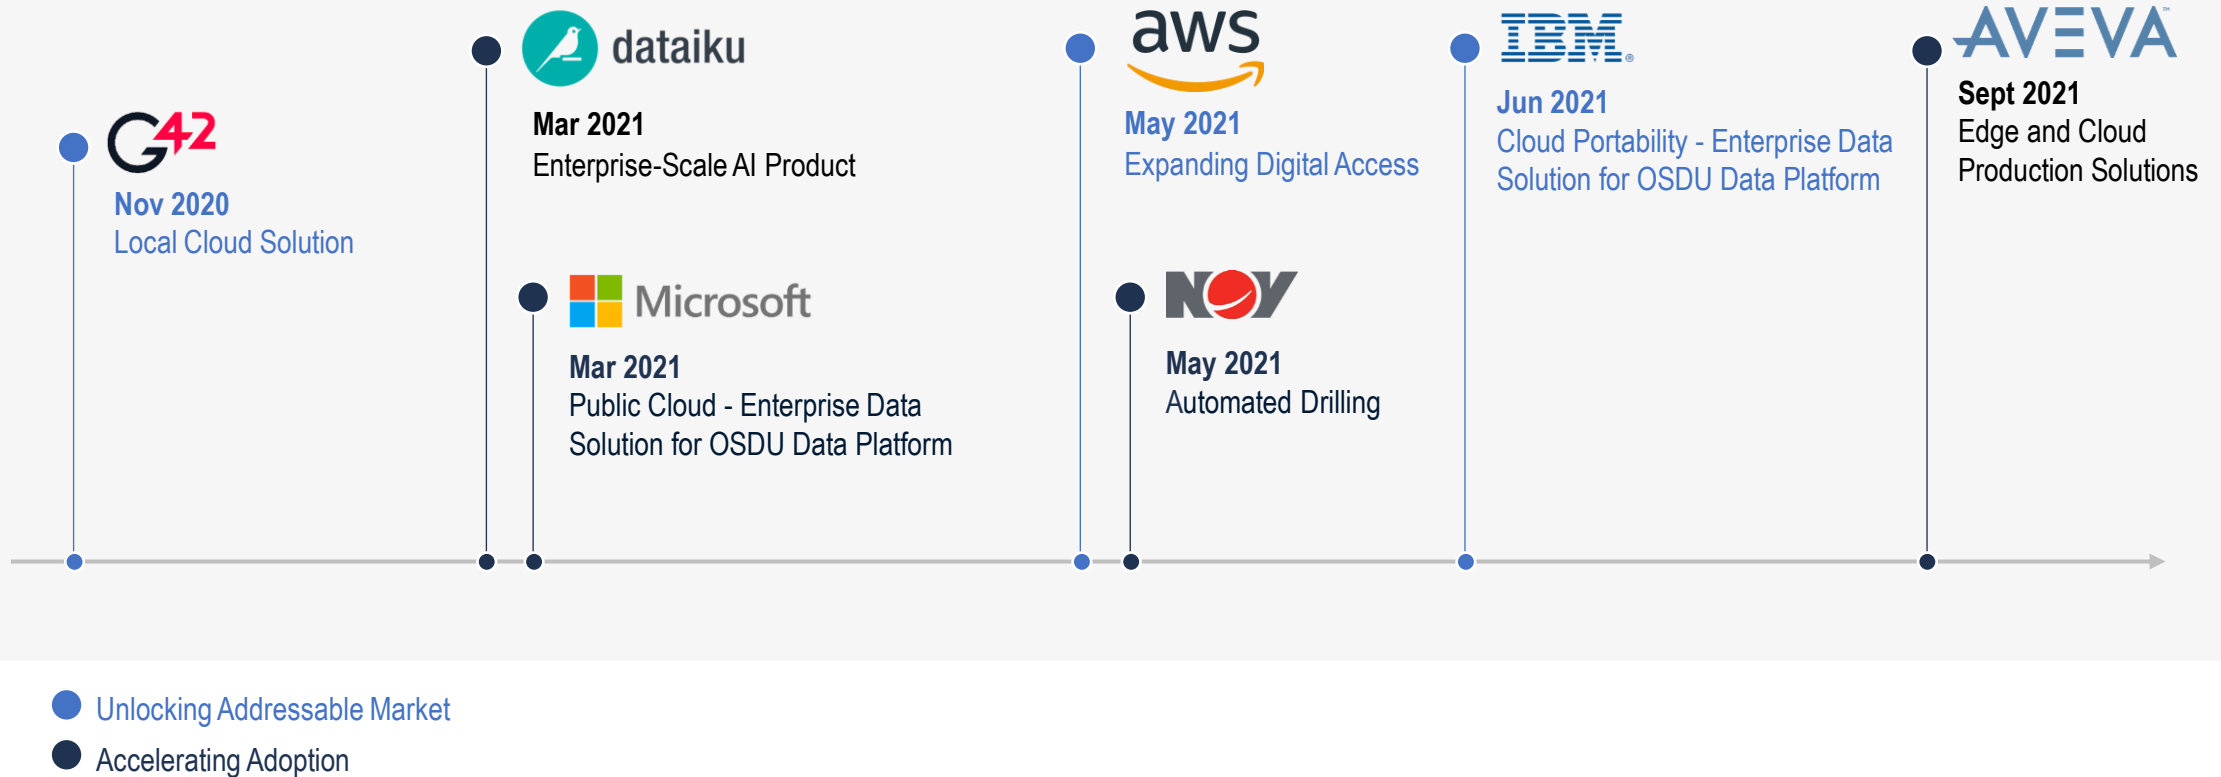 G42
Nov 2020
Local Cloud Solution
dataiku
Mar 2021
Enterprise-Scale AI Product
Microsoft
Mar 2021
Public Cloud - Enterprise Data
Solution for OSDU Data Platform
aws
May 2021
Expanding Digital Access
NOV
May 2021
Automated Drilling
IBM®
Jun 2021
Cloud Portability - Enterprise Data
Solution for OSDU Data Platform
AVEVA™
Sept 2021
Edge and Cloud
Production Solutions
Unlocking Addressable Market
Accelerating Adoption